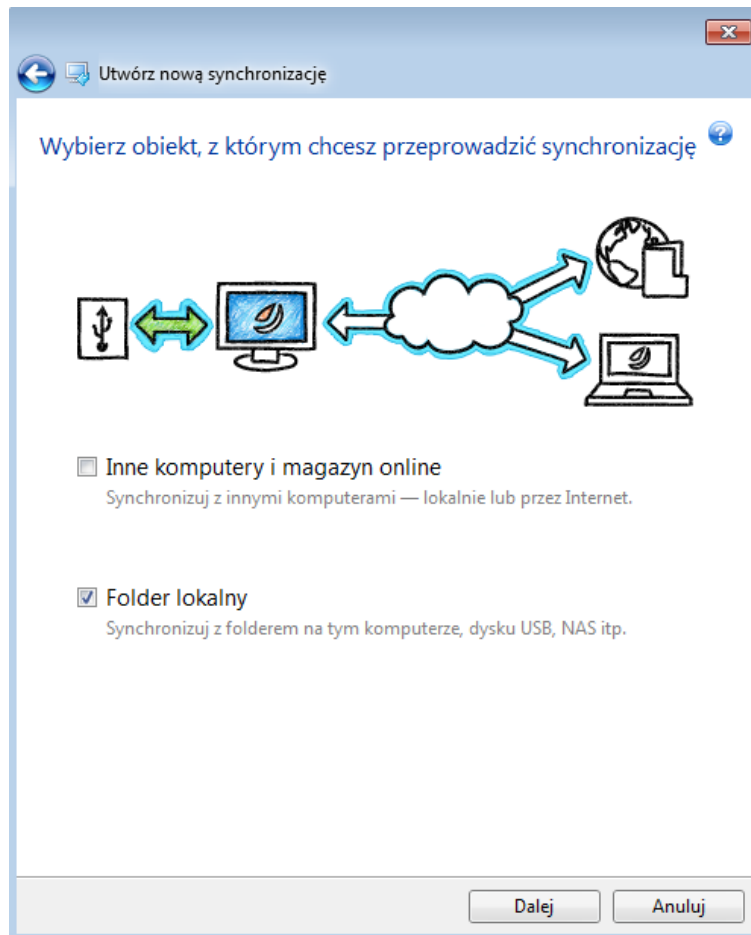 Utwórz nową synchronizację
Wybierz obiekt, z którym chcesz przeprowadzić synchronizację
Inne komputery i magazyn online
Synchronizuj z innymi komputerami — lokalnie lub przez Internet.
Folder lokalny
Synchronizuj z folderem na tym komputerze, dysku USB, NAS itp.
Dalej
Anuluj